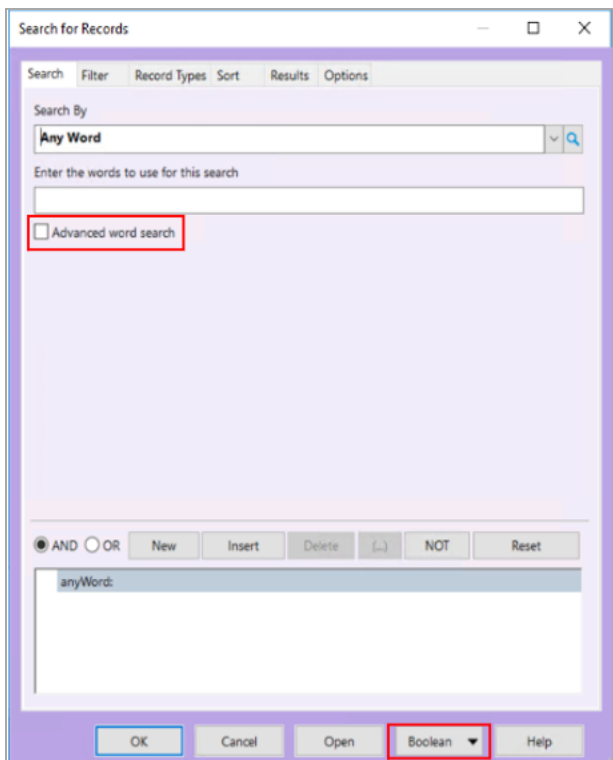 Search for Records
Search Filter Record Types Sort Results Options
Search By
Any Word
Enter the words to use for this search
Advanced word search
AND OR New Insert Delete (...) NOT Reset
anyWord:
OK Cancel Open Boolean Help